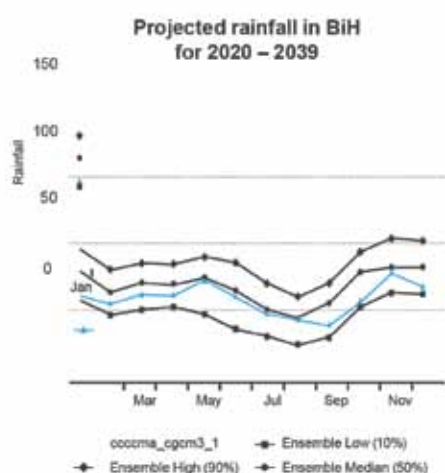 Projected rainfall in BiH
for 2020 – 2039
150
100
50
0
Rainfall
Jan
Mar May Jul Sep Nov
ccccma_cgcm3_1 Ensemble Low (10%)
Ensemble High (90%) Ensemble Median (50%)